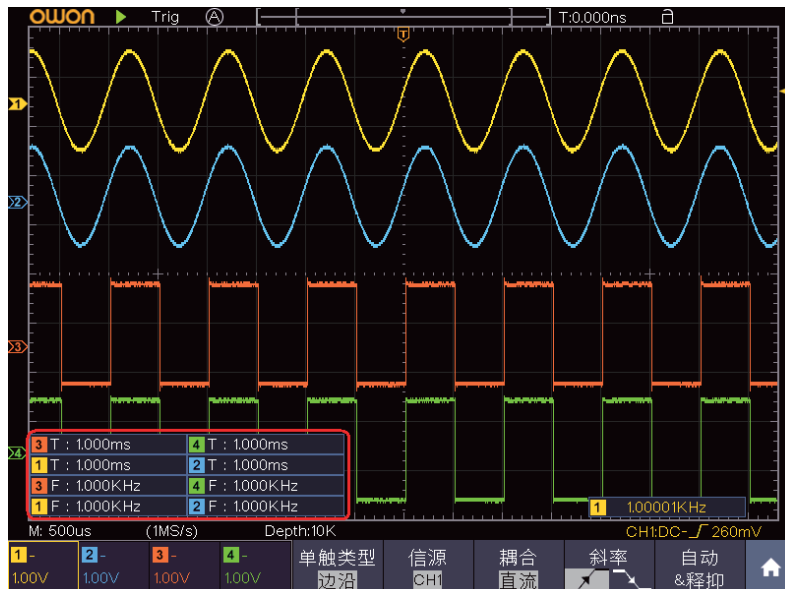 OWON Trig A T:0.000ns
T
1
2
3
4
3 T : 1.000ms 4 T : 1.000ms
1 T : 1.000ms 2 T : 1.000ms
3 F : 1.000KHz 4 F : 1.000KHz
1 F : 1.000KHz 2 F : 1.000KHz
1 1.00001KHz
M: 500us (1MS/s) Depth:10K CH1:DC- 260mV
1 - 2 - 3 - 4 - 单触类型 信源 耦合 斜率 自动
1.00V 1.00V 1.00V 1.00V 边沿 CH1 直流 &释抑